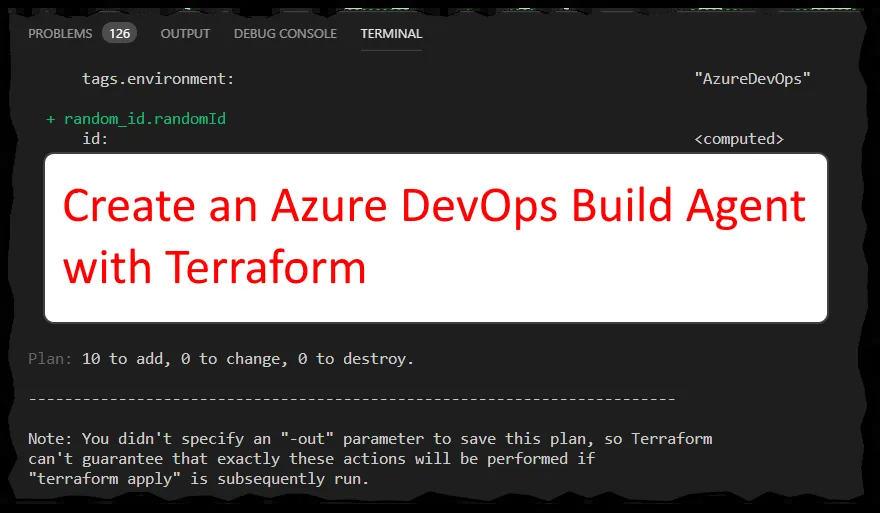 PROBLEMS 126 OUTPUT DEBUG CONSOLE TERMINAL
tags.environment: "AzureDevOps"
+ random_id.randomId
id: <computed>
Create an Azure DevOps Build Agent
with Terraform
Plan: 10 to add, 0 to change, 0 to destroy.
------------------------------------------------------------------------
Note: You didn't specify an "-out" parameter to save this plan, so Terraform
can't guarantee that exactly these actions will be performed if
"terraform apply" is subsequently run.